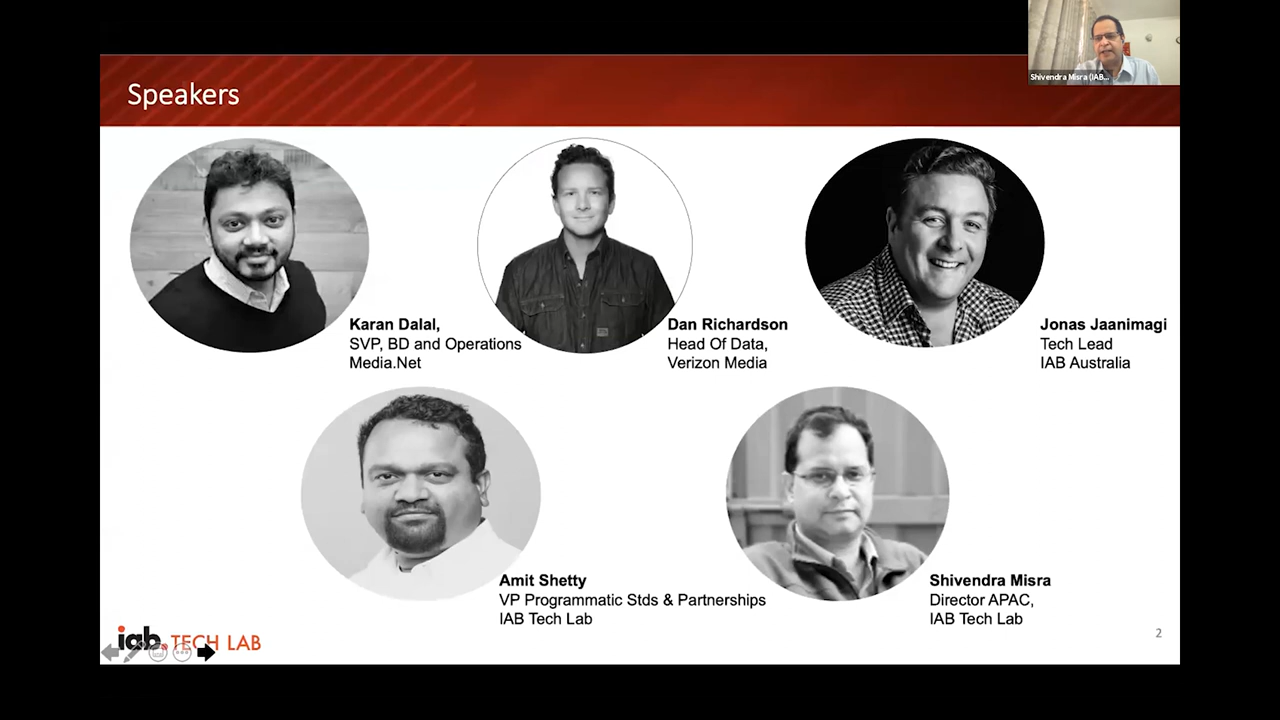 Shivendra Misra (IAB...
Speakers
Karan Dalal,
SVP, BD and Operations
Media.Net
Dan Richardson
Head Of Data,
Verizon Media
Jonas Jaanimagi
Tech Lead
IAB Australia
Amit Shetty
VP Programmatic Stds & Partnerships
IAB Tech Lab
Shivendra Misra
Director APAC,
IAB Tech Lab
iab. TECH LAB
2